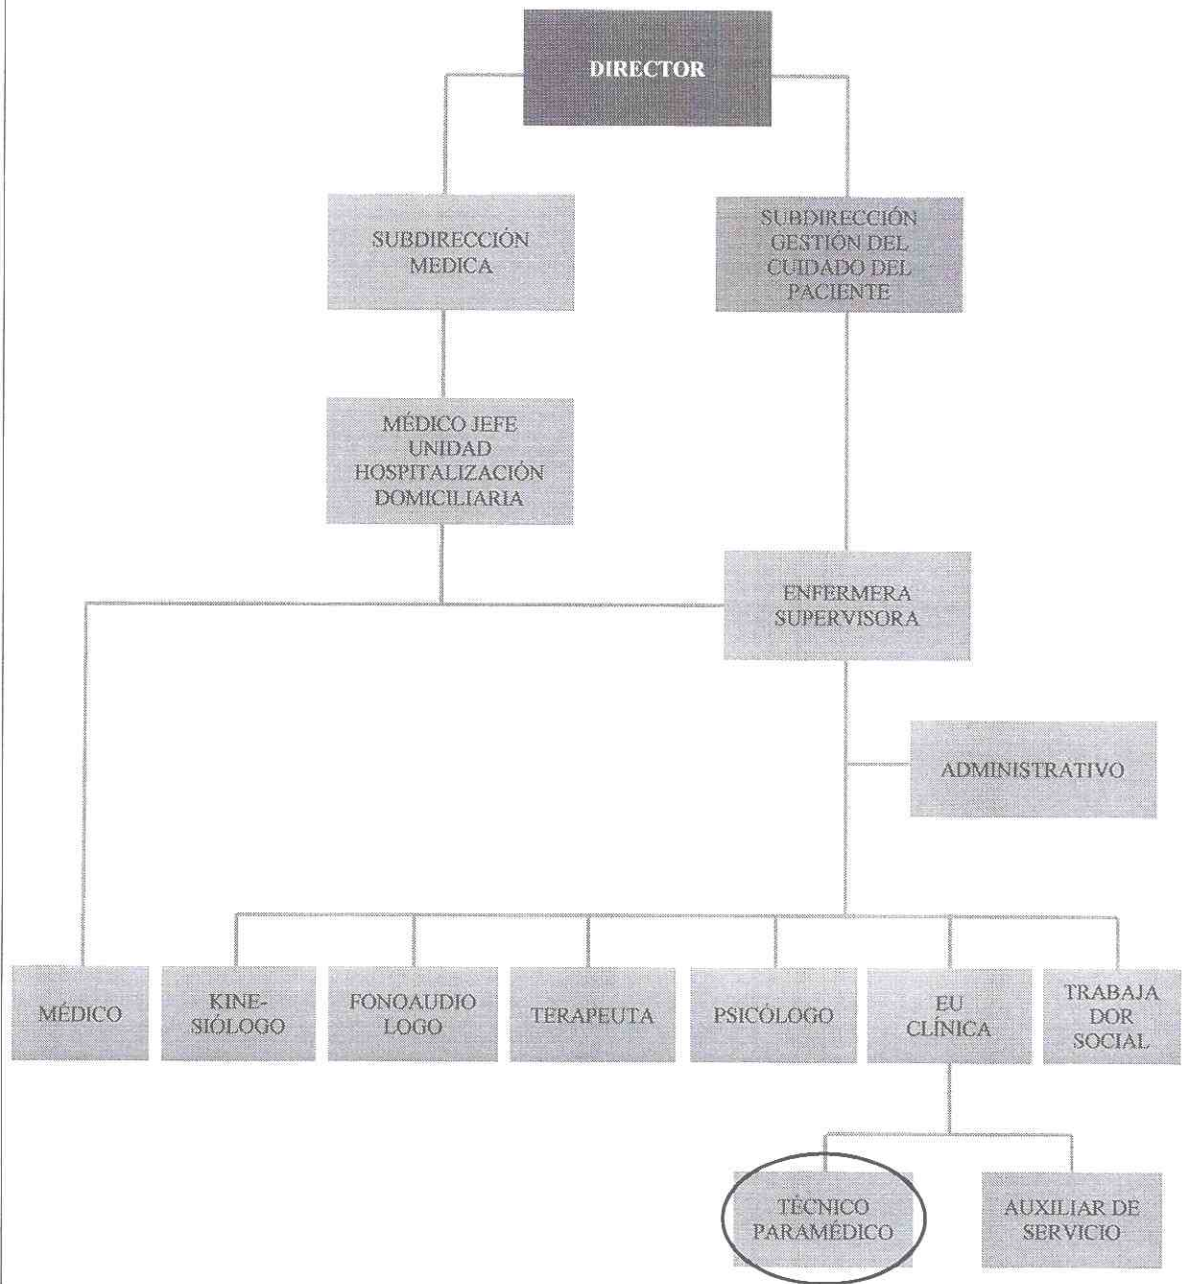 DIRECTOR
SUBDIRECCIÓN
MEDICA
SUBDIRECCIÓN
GESTIÓN DEL
CUIDADO DEL
PACIENTE
MÉDICO JEFE
UNIDAD
HOSPITALIZACIÓN
DOMICILIARIA
ENFERMERA
SUPERVISORA
ADMINISTRATIVO
MÉDICO
KINE-
SIÓLOGO
FONOAUDIO
LOGO
TERAPEUTA
PSICÓLOGO
EU
CLÍNICA
TRABAJA
DOR
SOCIAL
TÉCNICO
PARAMÉDICO
AUXILIAR DE
SERVICIO